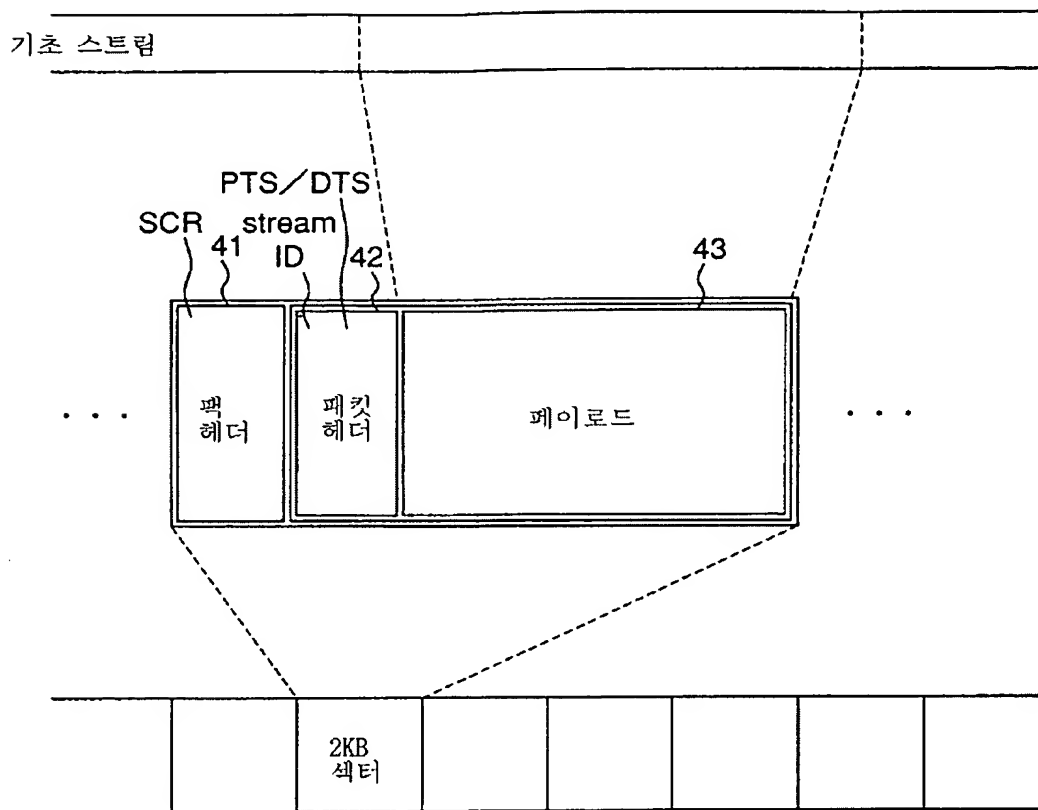 기초 스트림
PTS／DTS
SCR
stream
ID
41
42
43
팩
헤더
패킷
헤더
페이로드
· · ·
· · ·
2KB
섹터